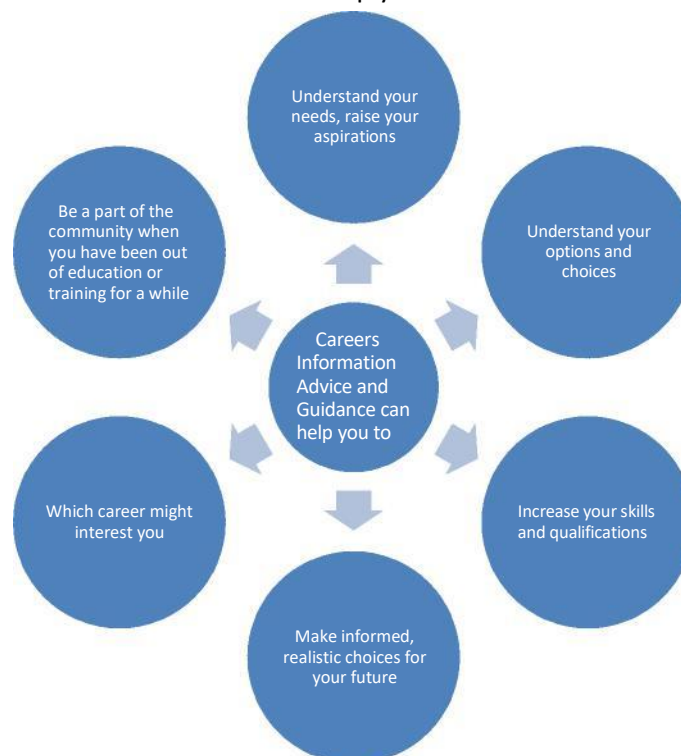 Understand your
needs, raise your
aspirations
Be a part of the
community when
you have been out
of education or
training for a while
Understand your
options and
choices
Careers
Information
Advice and
Guidance can
help you to
Which career might
interest you
Increase your skills
and qualifications
Make informed,
realistic choices for
your future